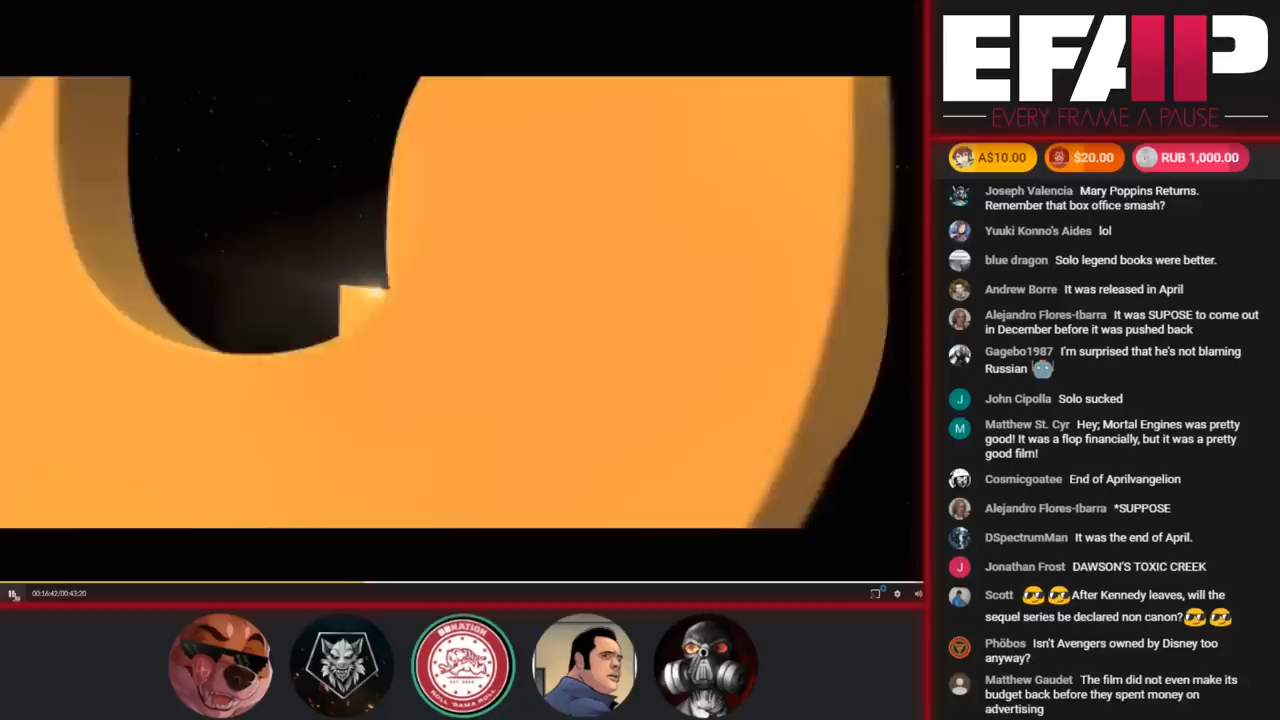 EFAP
EVERY FRAME A PAUSE
A$10.00
$20.00
RUB 1,000.00
Joseph Valencia Mary Poppins Returns.
Remember that box office smash?
Yuuki Konno's Aides lol
blue dragon Solo legend books were better.
Andrew Borre It was released in April
Alejandro Flores-Ibarra It was SUPOSE to come out
in December before it was pushed back
Gagebo1987 I'm surprised that he's not blaming
Russian
J
John Cipolla Solo sucked
M
Matthew St. Cyr Hey; Mortal Engines was pretty
good! It was a flop financially, but it was a pretty
good film!
Cosmicgoatee End of Aprilvangelion
Alejandro Flores-Ibarra *SUPPOSE
DSpectrumMan It was the end of April.
J
Jonathan Frost DAWSON'S TOXIC CREEK
Scott 😎😎After Kennedy leaves, will the
sequel series be declared non canon?😎😎
Phöbos Isn't Avengers owned by Disney too
anyway?
Matthew Gaudet The film did not even make its
budget back before they spent money on
advertising
00:16:42/00:43:20